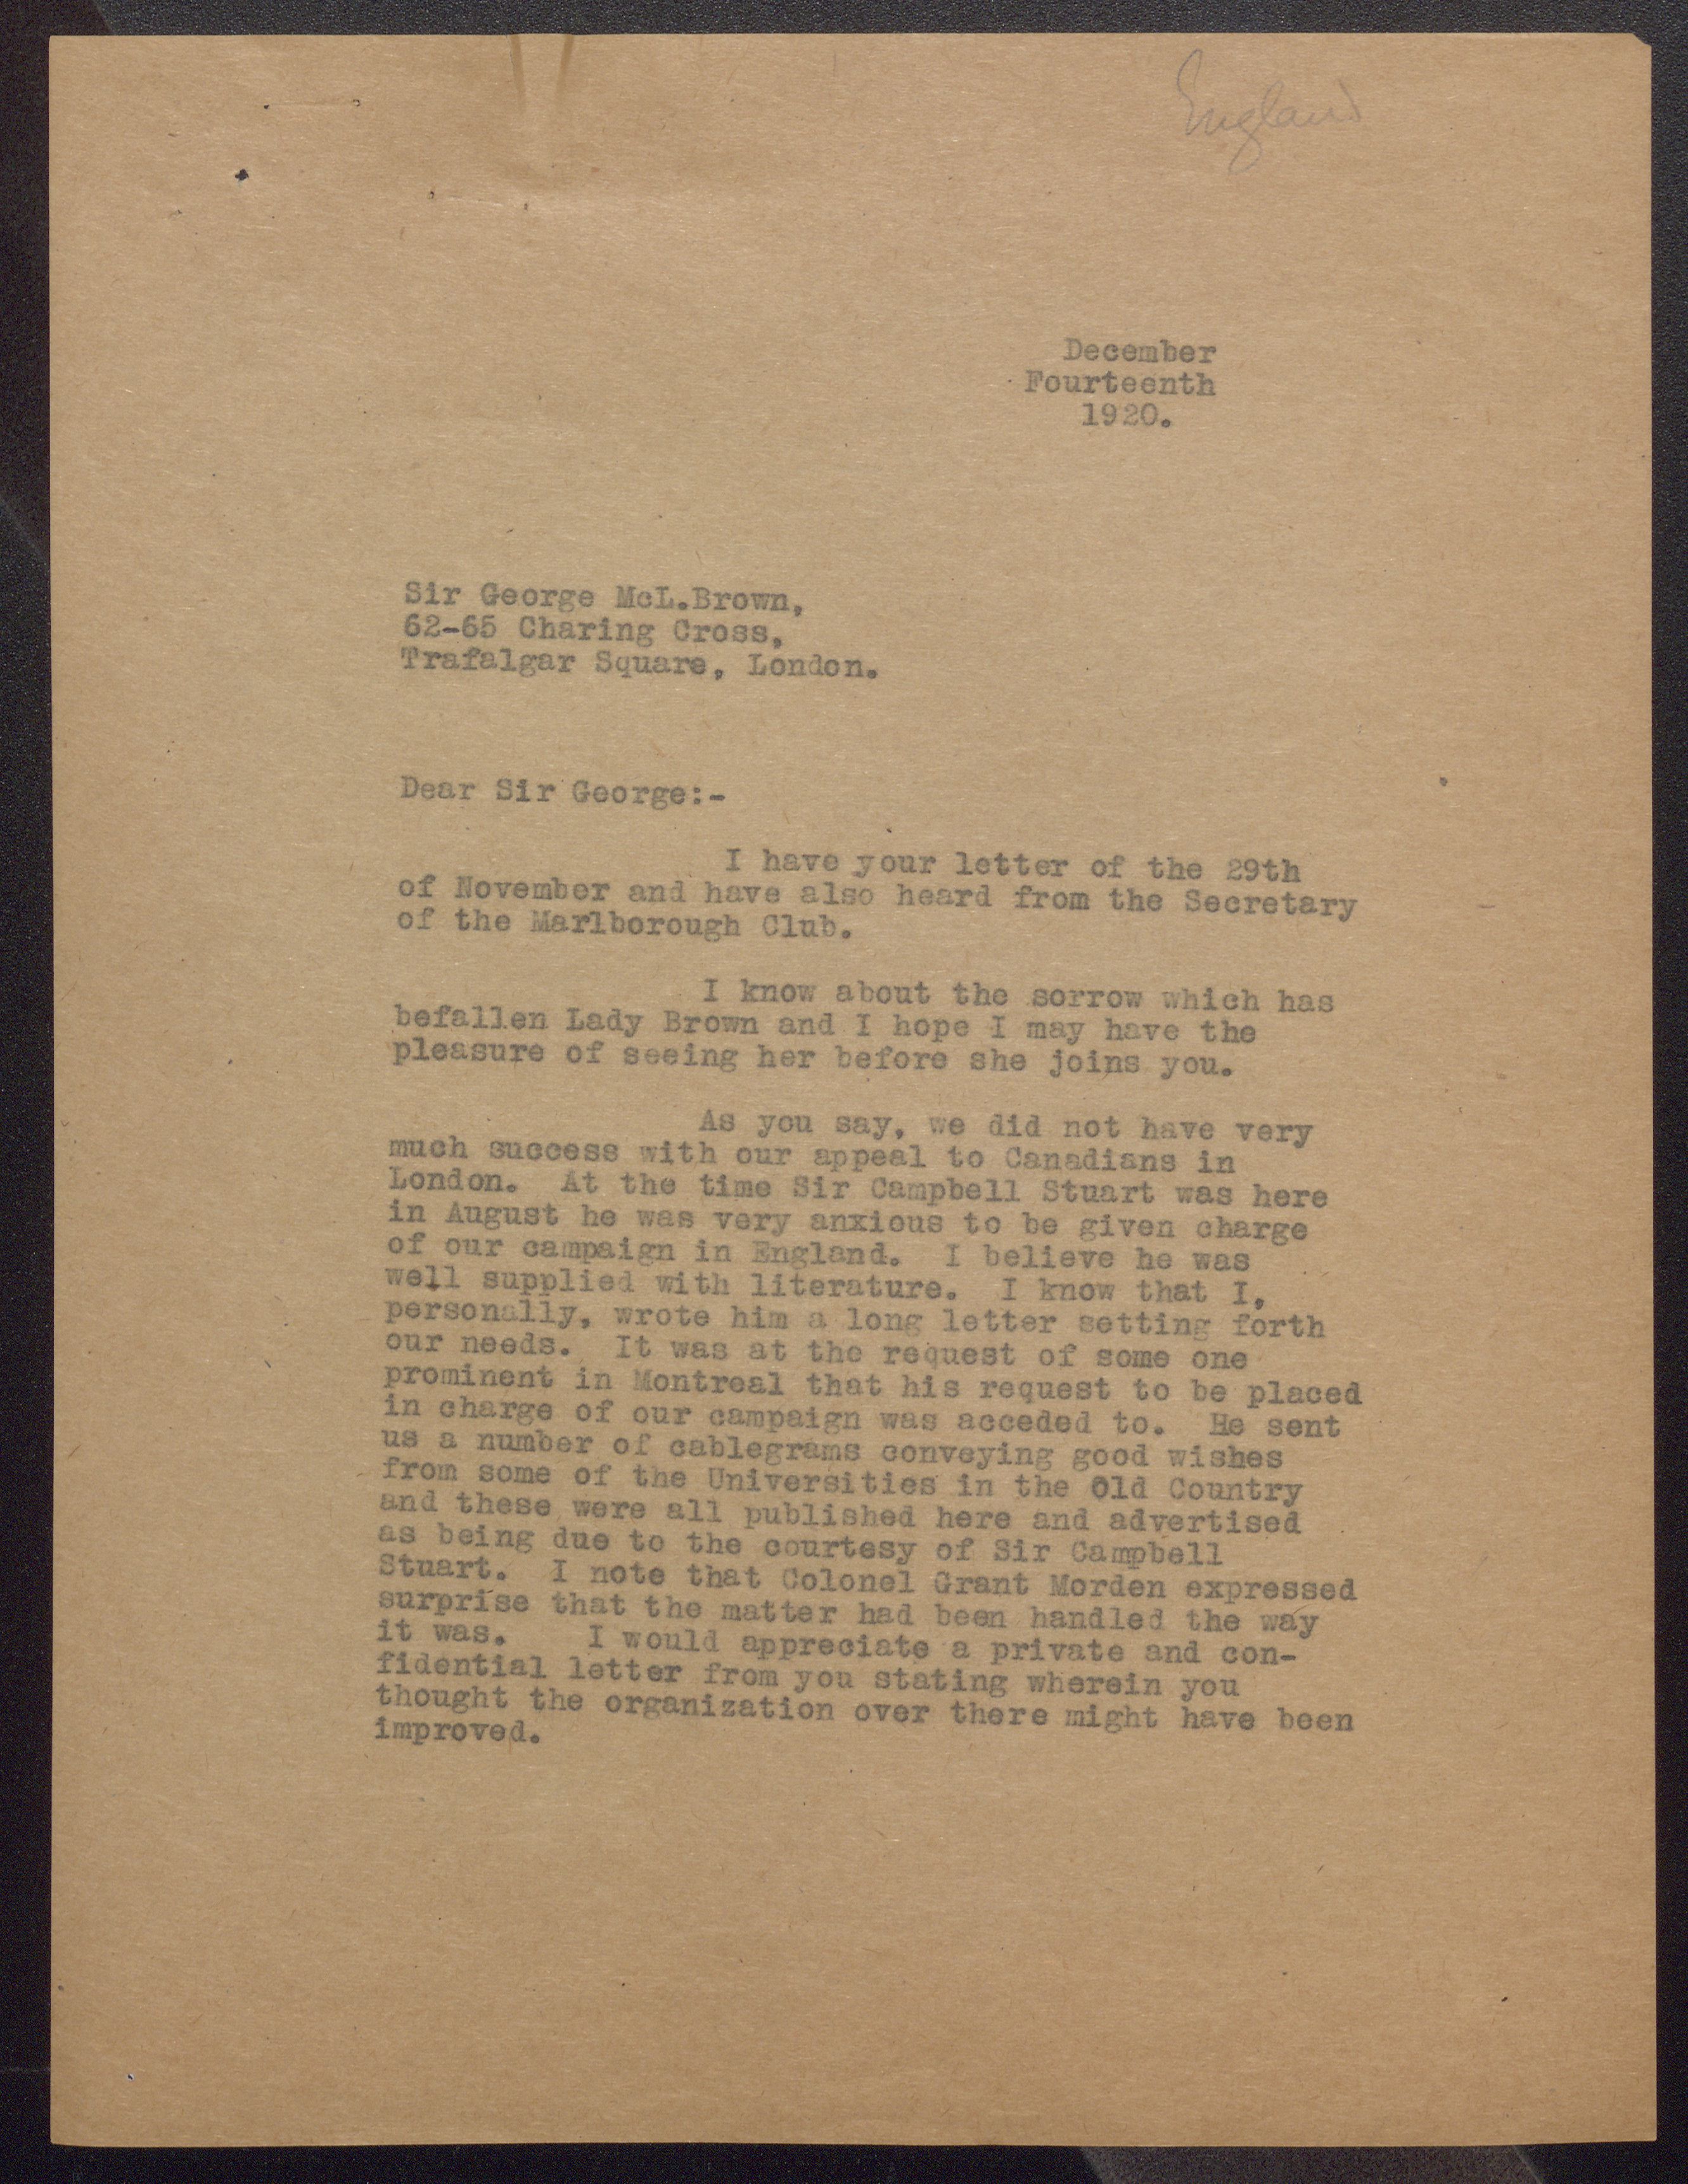 England
December
Fourteenth
1920.
Sir George McL.Brown,
62-65 Charing Cross,
Trafalgar Square, London.
Dear Sir George:-
I have your letter of the 29th
of November and have also heard from the Secretary
of the Marlborough Club.
I know about the sorrow which has
befallen Lady Brown and I hope I may have the
pleasure of seeing her before she joins you.
As you say, we did not have very
much success with our appeal to Canadians in
London. At the time Sir Campbell Stuart was here
in August he was very anxious to be given charge
of our campaign in England. I believe he was
well supplied with literature. I know that I,
personally, wrote him a long letter setting forth
our needs. It was at the request of some one
prominent in Montreal that his request to be placed
in charge of our campaign was acceded to. He sent
us a number of cablegrams conveying good wishes
from some of the Universities in the Old Country
and these were all published here and advertised
as being due to the courtesy of Sir Campbell
Stuart. I note that Colonel Grant Morden expressed
surprise that the matter had been handled the way
it was. I would appreciate a private and con-
fidential letter from you stating wherein you
thought the organization over there might have been
improved.